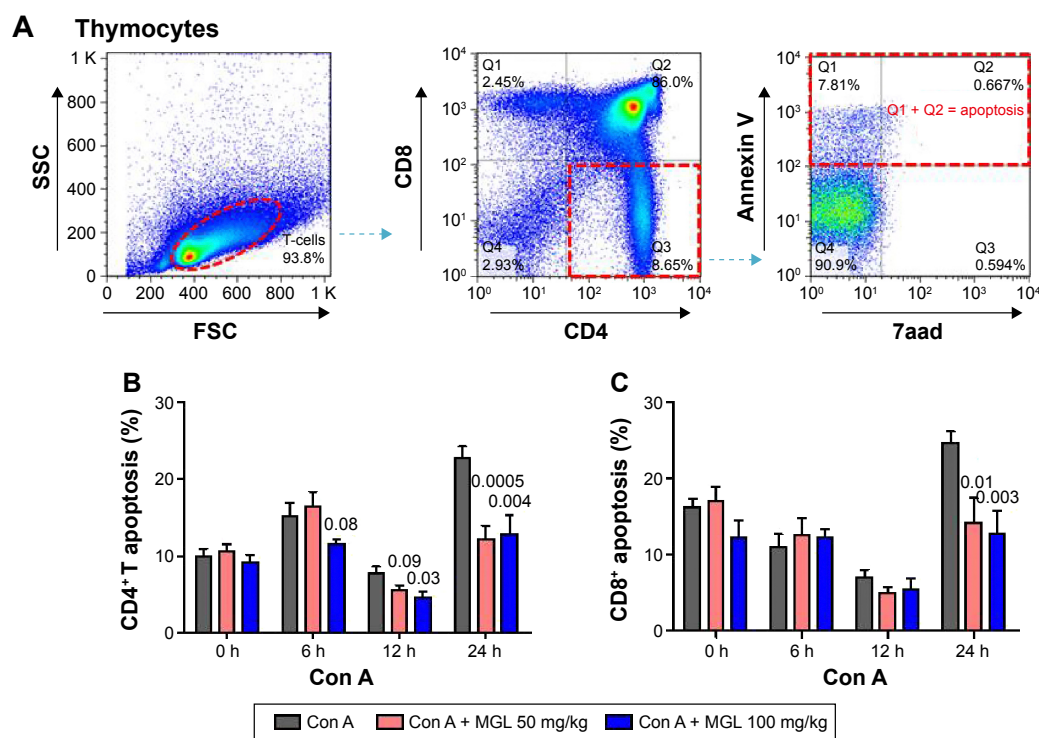 A Thymocytes
SSC
1 K
800
600
400
200
0
T-cells
93.8%
0 200 400 600 800 1 K
FSC
CD8
10⁴
10³
10²
10¹
10⁰
Q1
2.45%
Q2
86.0%
Q4
2.93%
Q3
8.65%
10⁰ 10¹ 10² 10³ 10⁴
CD4
Annexin V
10⁴
10³
10²
10¹
10⁰
Q1
7.81%
Q2
0.667%
Q1 + Q2 = apoptosis
Q4
90.9%
Q3
0.594%
10⁰ 10¹ 10² 10³ 10⁴
7aad
B
CD4⁺ T apoptosis (%)
30
20
10
0
0.08
0.09
0.03
0.0005
0.004
0 h 6 h 12 h 24 h
Con A
C
CD8⁺ apoptosis (%)
30
20
10
0
0.01
0.003
0 h 6 h 12 h 24 h
Con A
Con A Con A + MGL 50 mg/kg Con A + MGL 100 mg/kg